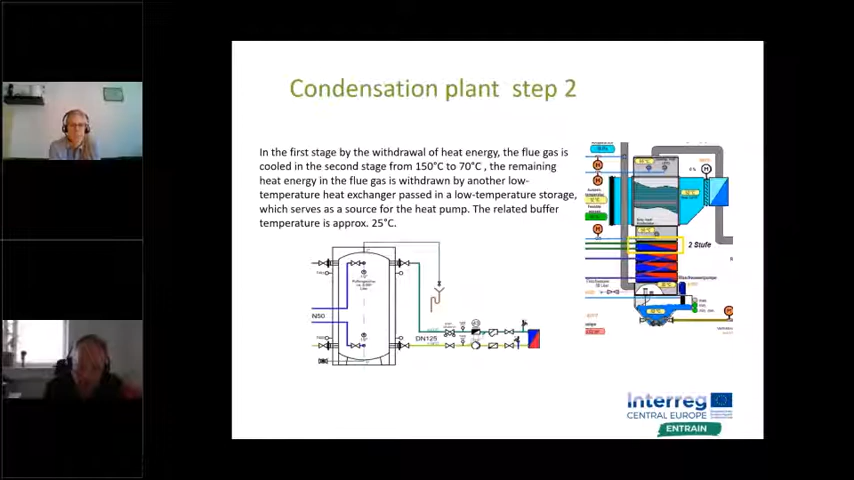 Condensation plant step 2
In the first stage by the withdrawal of heat energy, the flue gas is
cooled in the second stage from 150°C to 70°C , the remaining
heat energy in the flue gas is withdrawn by another low-
temperature heat exchanger passed in a low-temperature storage,
which serves as a source for the heat pump. The related buffer
temperature is approx. 25°C.
2 Stufe
N50
DN125
Interreg
CENTRAL EUROPE
ENTRAIN